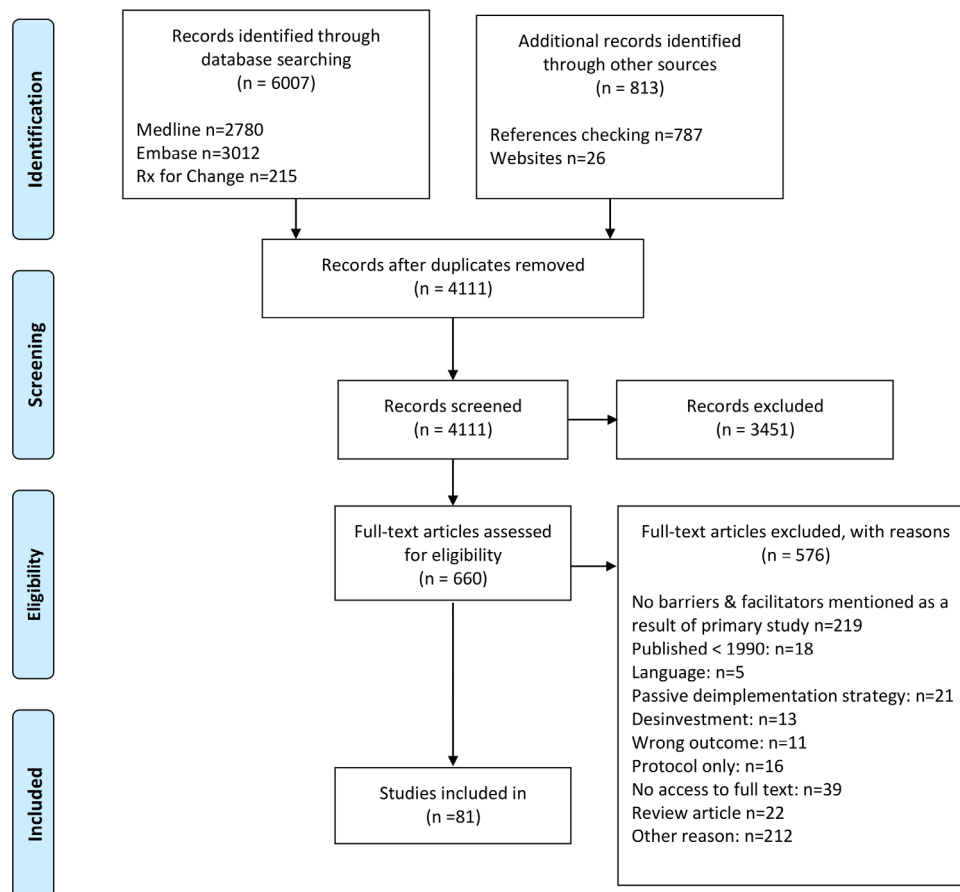 Identification
Records identified through
database searching
(n = 6007)
Medline n=2780
Embase n=3012
Rx for Change n=215
Additional records identified
through other sources
(n = 813)
References checking n=787
Websites n=26
Records after duplicates removed
(n = 4111)
Screening
Records screened
(n = 4111)
Records excluded
(n = 3451)
Eligibility
Full-text articles assessed
for eligibility
(n = 660)
Full-text articles excluded, with reasons
(n = 576)
No barriers & facilitators mentioned as a
result of primary study n=219
Published < 1990: n=18
Language: n=5
Passive deimplementation strategy: n=21
Desinvestment: n=13
Wrong outcome: n=11
Protocol only: n=16
No access to full text: n=39
Review article n=22
Other reason: n=212
Included
Studies included in
(n =81)